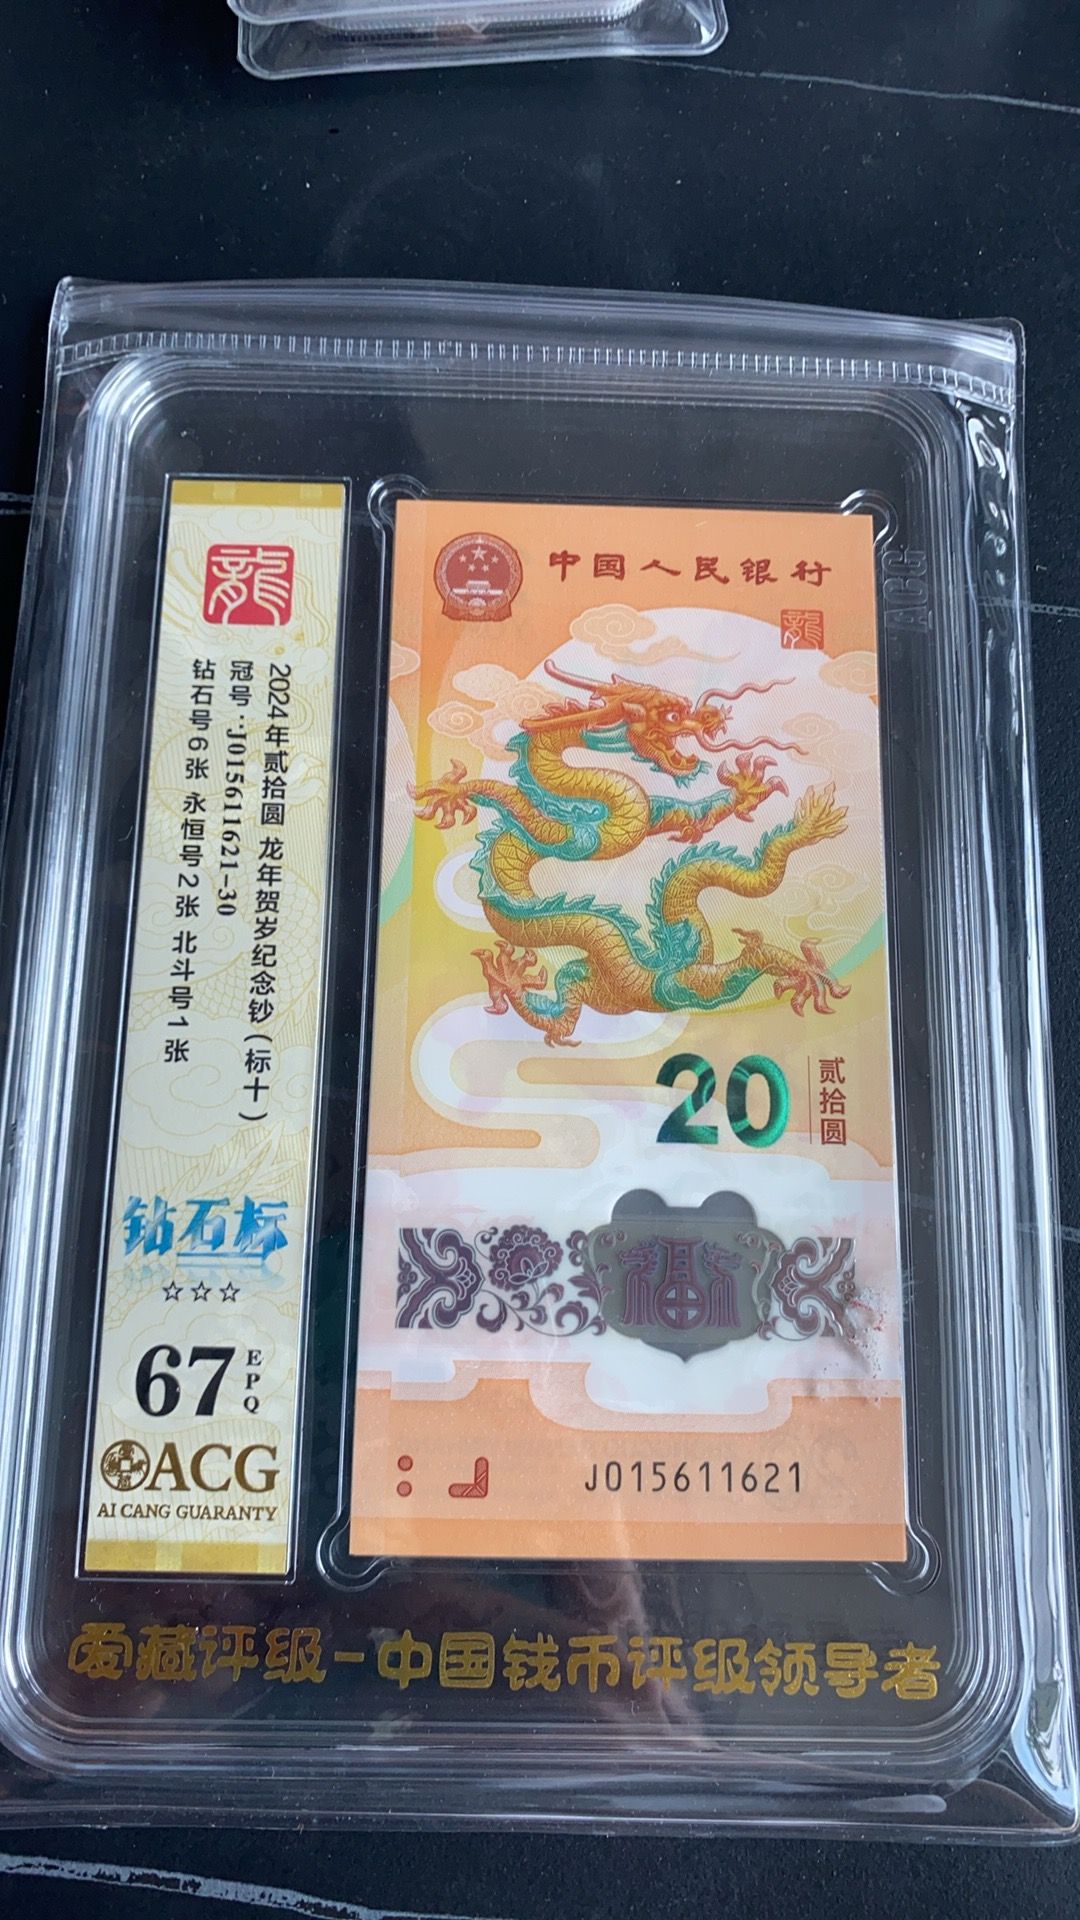 龍
2024年贰拾圆 龙年贺岁纪念钞(标十)
冠号:J015611621-30
钻石号6张 永恒号2张 北斗号1张
钻石标
☆☆☆
67 EPQ
ACG
AI CANG GUARANTY
中国人民银行
龍
20
贰拾圆
福
J015611621
ACG
爱藏评级-中国钱币评级领导者